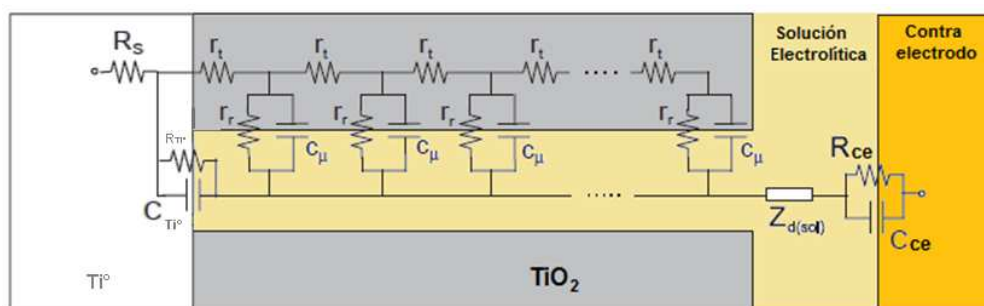 Solución
Electrolítica
Contra
electrodo
Rs
rt rt rt rt rt
rr rr rr rr
Cμ Cμ Cμ Cμ
RTi°
CTi°
Rce
Zd(sol)
Cce
Ti°
TiO2